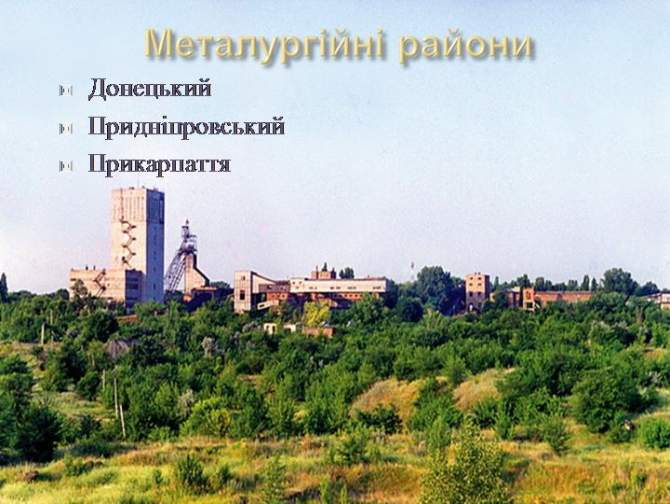 Металургійні райони
Донецький
Придніпровський
Прикарпаття